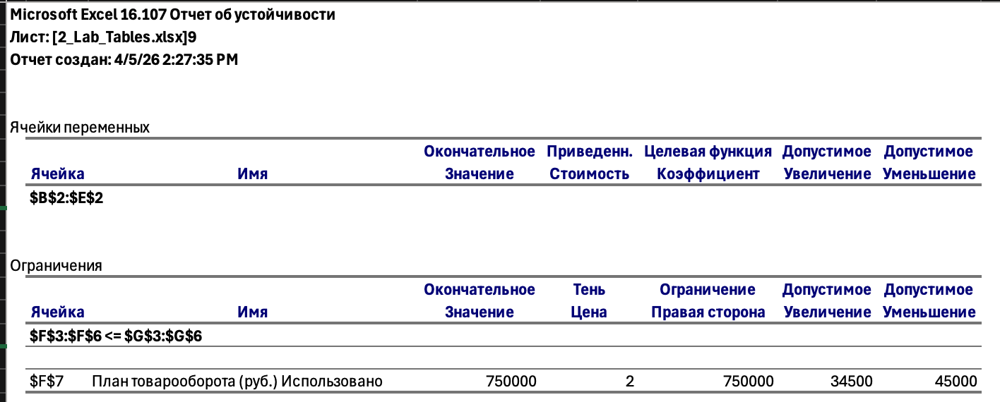 Microsoft Excel 16.107 Отчет об устойчивости
Лист: [2_Lab_Tables.xlsx]9
Отчет создан: 4/5/26 2:27:35 PM
Ячейки переменных
Окончательное Приведенн. Целевая функция Допустимое Допустимое
Ячейка Имя Значение Стоимость Коэффициент Увеличение Уменьшение
$B$2:$E$2
Ограничения
Окончательное Тень Ограничение Допустимое Допустимое
Ячейка Имя Значение Цена Правая сторона Увеличение Уменьшение
$F$3:$F$6 <= $G$3:$G$6
$F$7 План товарооборота (руб.) Использовано 750000 2 750000 34500 45000